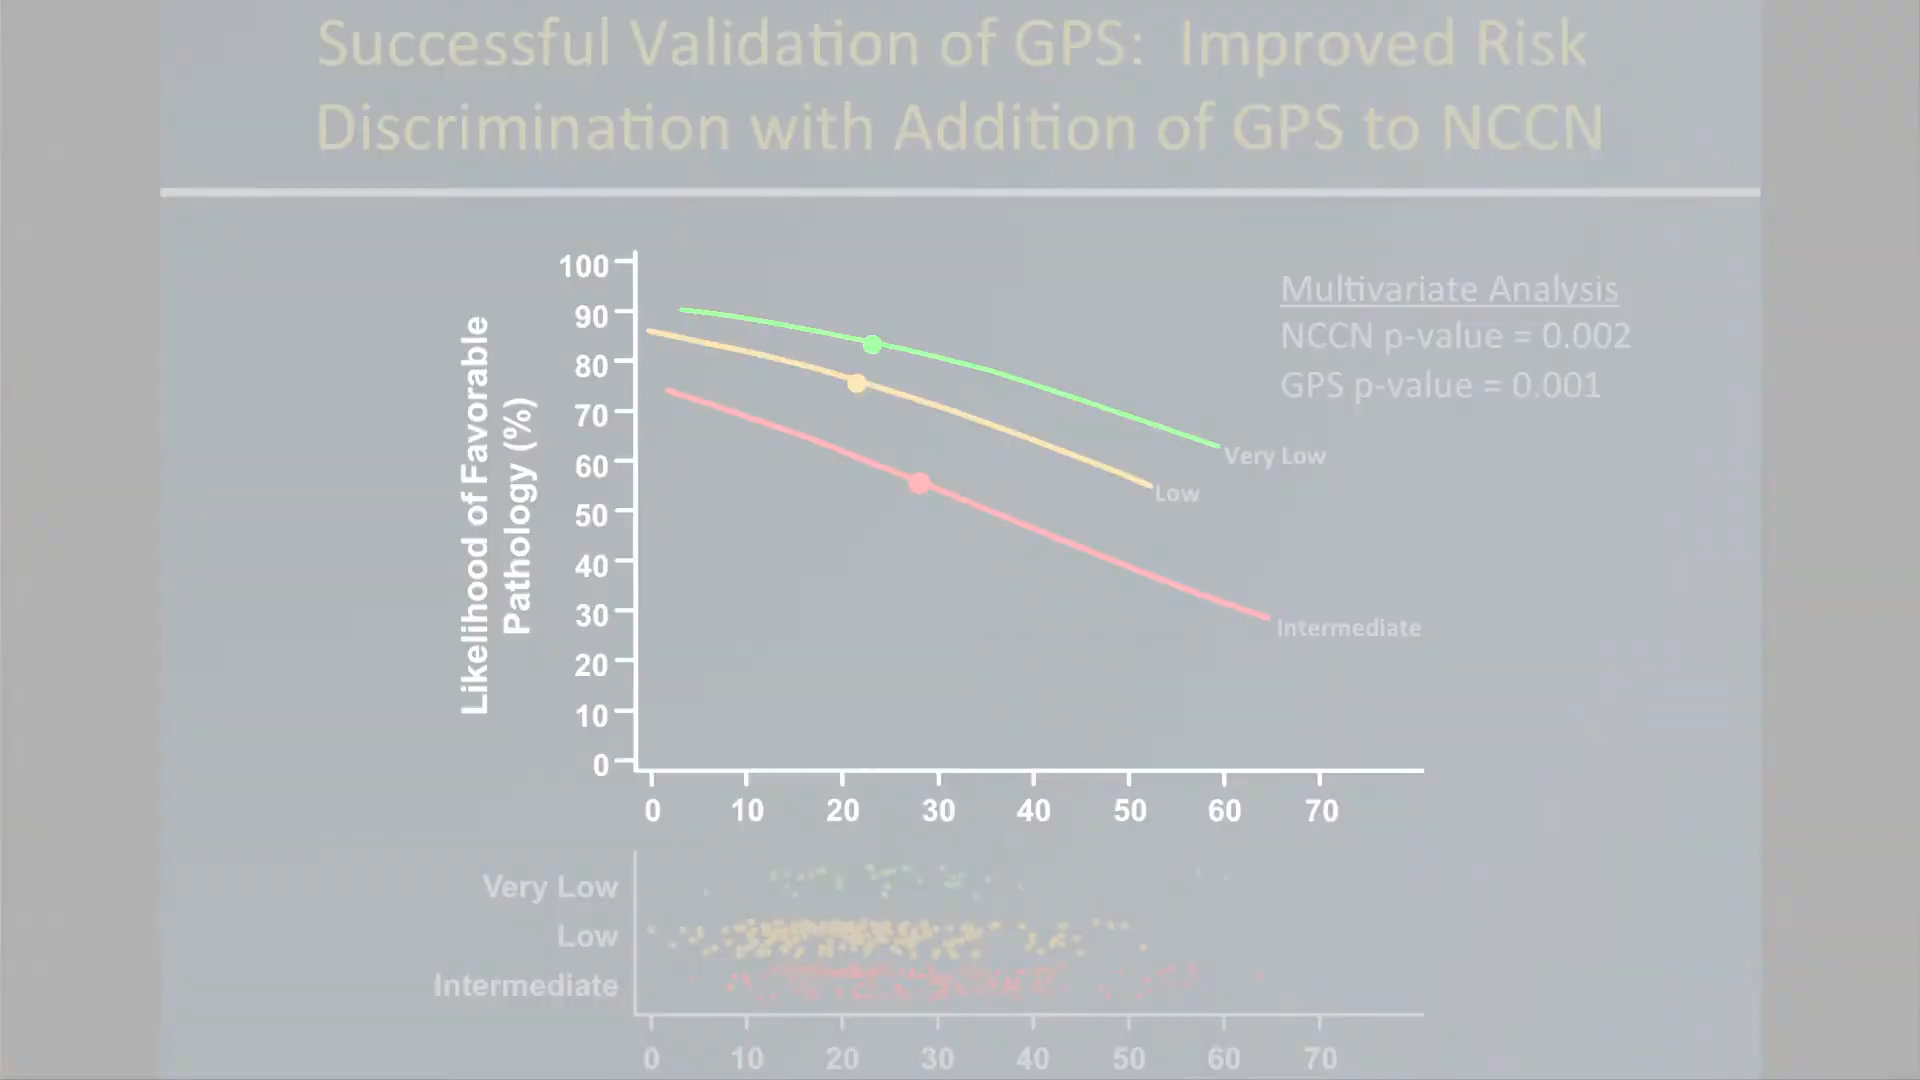 Successful Validation of GPS: Improved Risk
Discrimination with Addition of GPS to NCCN
Multivariate Analysis
NCCN p-value = 0.002
GPS p-value = 0.001
Likelihood of Favorable
Pathology (%)
100
90
80
70
60
50
40
30
20
10
0
Very Low
Low
Intermediate
0 10 20 30 40 50 60 70
Very Low
Low
Intermediate
0 10 20 30 40 50 60 70